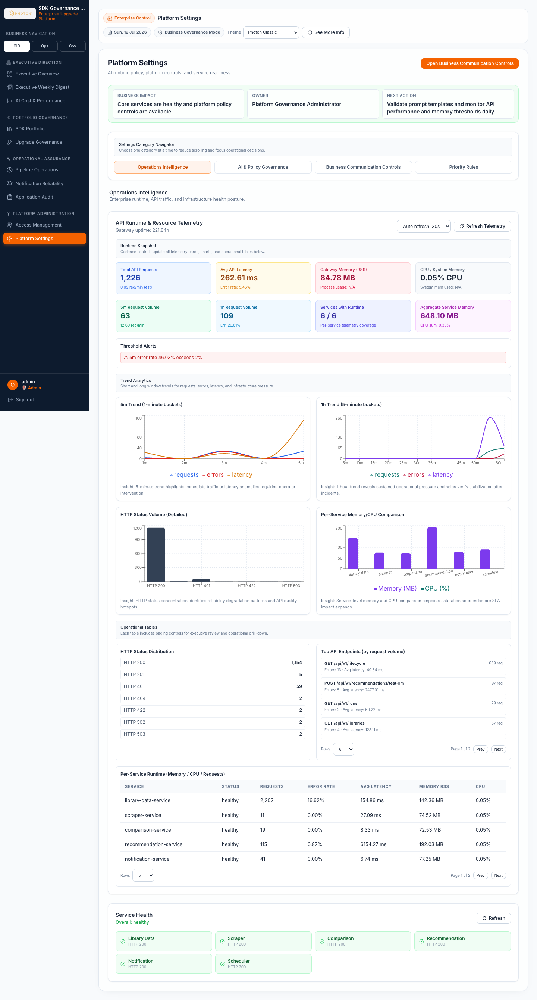 PHOTON
SDK Governance ...
Enterprise Upgrade
Platform
BUSINESS NAVIGATION
CIO
Ops
Gov
EXECUTIVE DIRECTION
Executive Overview
Executive Weekly Digest
AI Cost & Performance
PORTFOLIO GOVERNANCE
SDK Portfolio
Upgrade Governance
OPERATIONAL ASSURANCE
Pipeline Operations
Notification Reliability
Application Audit
PLATFORM ADMINISTRATION
Access Management
Platform Settings
admin
Admin
Sign out
Enterprise Control
Platform Settings
Sun, 12 Jul 2026
Business Governance Mode
Theme
Photon Classic
See More Info
Platform Settings
AI runtime policy, platform controls, and service readiness
Open Business Communication Controls
BUSINESS IMPACT
Core services are healthy and platform policy
controls are available.
OWNER
Platform Governance Administrator
NEXT ACTION
Validate prompt templates and monitor API
performance and memory thresholds daily.
Settings Category Navigator
Choose one category at a time to reduce scrolling and focus operational decisions.
Operations Intelligence
AI & Policy Governance
Business Communication Controls
Priority Rules
Operations Intelligence
Enterprise runtime, API traffic, and infrastructure health posture.
API Runtime & Resource Telemetry
Gateway uptime: 221.84h
Auto refresh: 30s
Refresh Telemetry
Runtime Snapshot
Cadence controls update all telemetry cards, charts, and operational tables below.
Total API Requests
1,226
0.09 req/min (est)
Avg API Latency
262.61 ms
Error rate: 5.46%
Gateway Memory (RSS)
84.78 MB
Process usage: N/A
CPU / System Memory
0.05% CPU
System mem used: N/A
5m Request Volume
63
12.60 req/min
1h Request Volume
109
Err: 26.61%
Services with Runtime
6 / 6
Per-service telemetry coverage
Aggregate Service Memory
648.10 MB
CPU sum: 0.30%
Threshold Alerts
5m error rate 46.03% exceeds 2%
Trend Analytics
Short and long window trends for requests, errors, latency, and infrastructure pressure.
5m Trend (1-minute buckets)
160
80
40
0
1m 2m 3m 4m 5m
requests errors latency
Insight: 5-minute trend highlights immediate traffic or latency anomalies requiring operator
intervention.
1h Trend (5-minute buckets)
260
130
65
0
5m 10m 15m 20m 25m 30m 35m 45m 50m 60m
requests errors latency
Insight: 1-hour trend reveals sustained operational pressure and helps verify stabilization after
incidents.
HTTP Status Volume (Detailed)
1200
900
600
300
0
HTTP 200 HTTP 401 HTTP 422 HTTP 503
Insight: HTTP status concentration identifies reliability degradation patterns and API quality
hotspots.
Per-Service Memory/CPU Comparison
200
100
50
0
library data scraper comparison recommendation notification scheduler
Memory (MB) CPU (%)
Insight: Service-level memory and CPU comparison pinpoints saturation sources before SLA
impact expands.
Operational Tables
Each table includes paging controls for executive review and operational drill-down.
HTTP Status Distribution
HTTP 200 1,154
HTTP 201 5
HTTP 401 59
HTTP 404 2
HTTP 422 2
HTTP 502 2
HTTP 503 2
Top API Endpoints (by request volume)
GET /api/v1/lifecycle 659 req
Errors: 13 · Avg latency: 40.64 ms
POST /api/v1/recommendations/test-llm 97 req
Errors: 5 · Avg latency: 2477.01 ms
GET /api/v1/runs 79 req
Errors: 2 · Avg latency: 60.22 ms
GET /api/v1/libraries 57 req
Errors: 4 · Avg latency: 123.11 ms
Rows 6 Page 1 of 2 Prev Next
Per-Service Runtime (Memory / CPU / Requests)
SERVICE STATUS REQUESTS ERROR RATE AVG LATENCY MEMORY RSS CPU
library-data-service healthy 2,202 16.62% 154.86 ms 142.36 MB 0.05%
scraper-service healthy 11 0.00% 27.09 ms 74.52 MB 0.05%
comparison-service healthy 19 0.00% 8.33 ms 72.53 MB 0.05%
recommendation-service healthy 115 0.87% 6154.27 ms 192.03 MB 0.05%
notification-service healthy 41 0.00% 6.74 ms 77.25 MB 0.05%
Rows 5 Page 1 of 2 Prev Next
Service Health
Overall: healthy
Refresh
Library Data
HTTP 200
Scraper
HTTP 200
Comparison
HTTP 200
Recommendation
HTTP 200
Notification
HTTP 200
Scheduler
HTTP 200